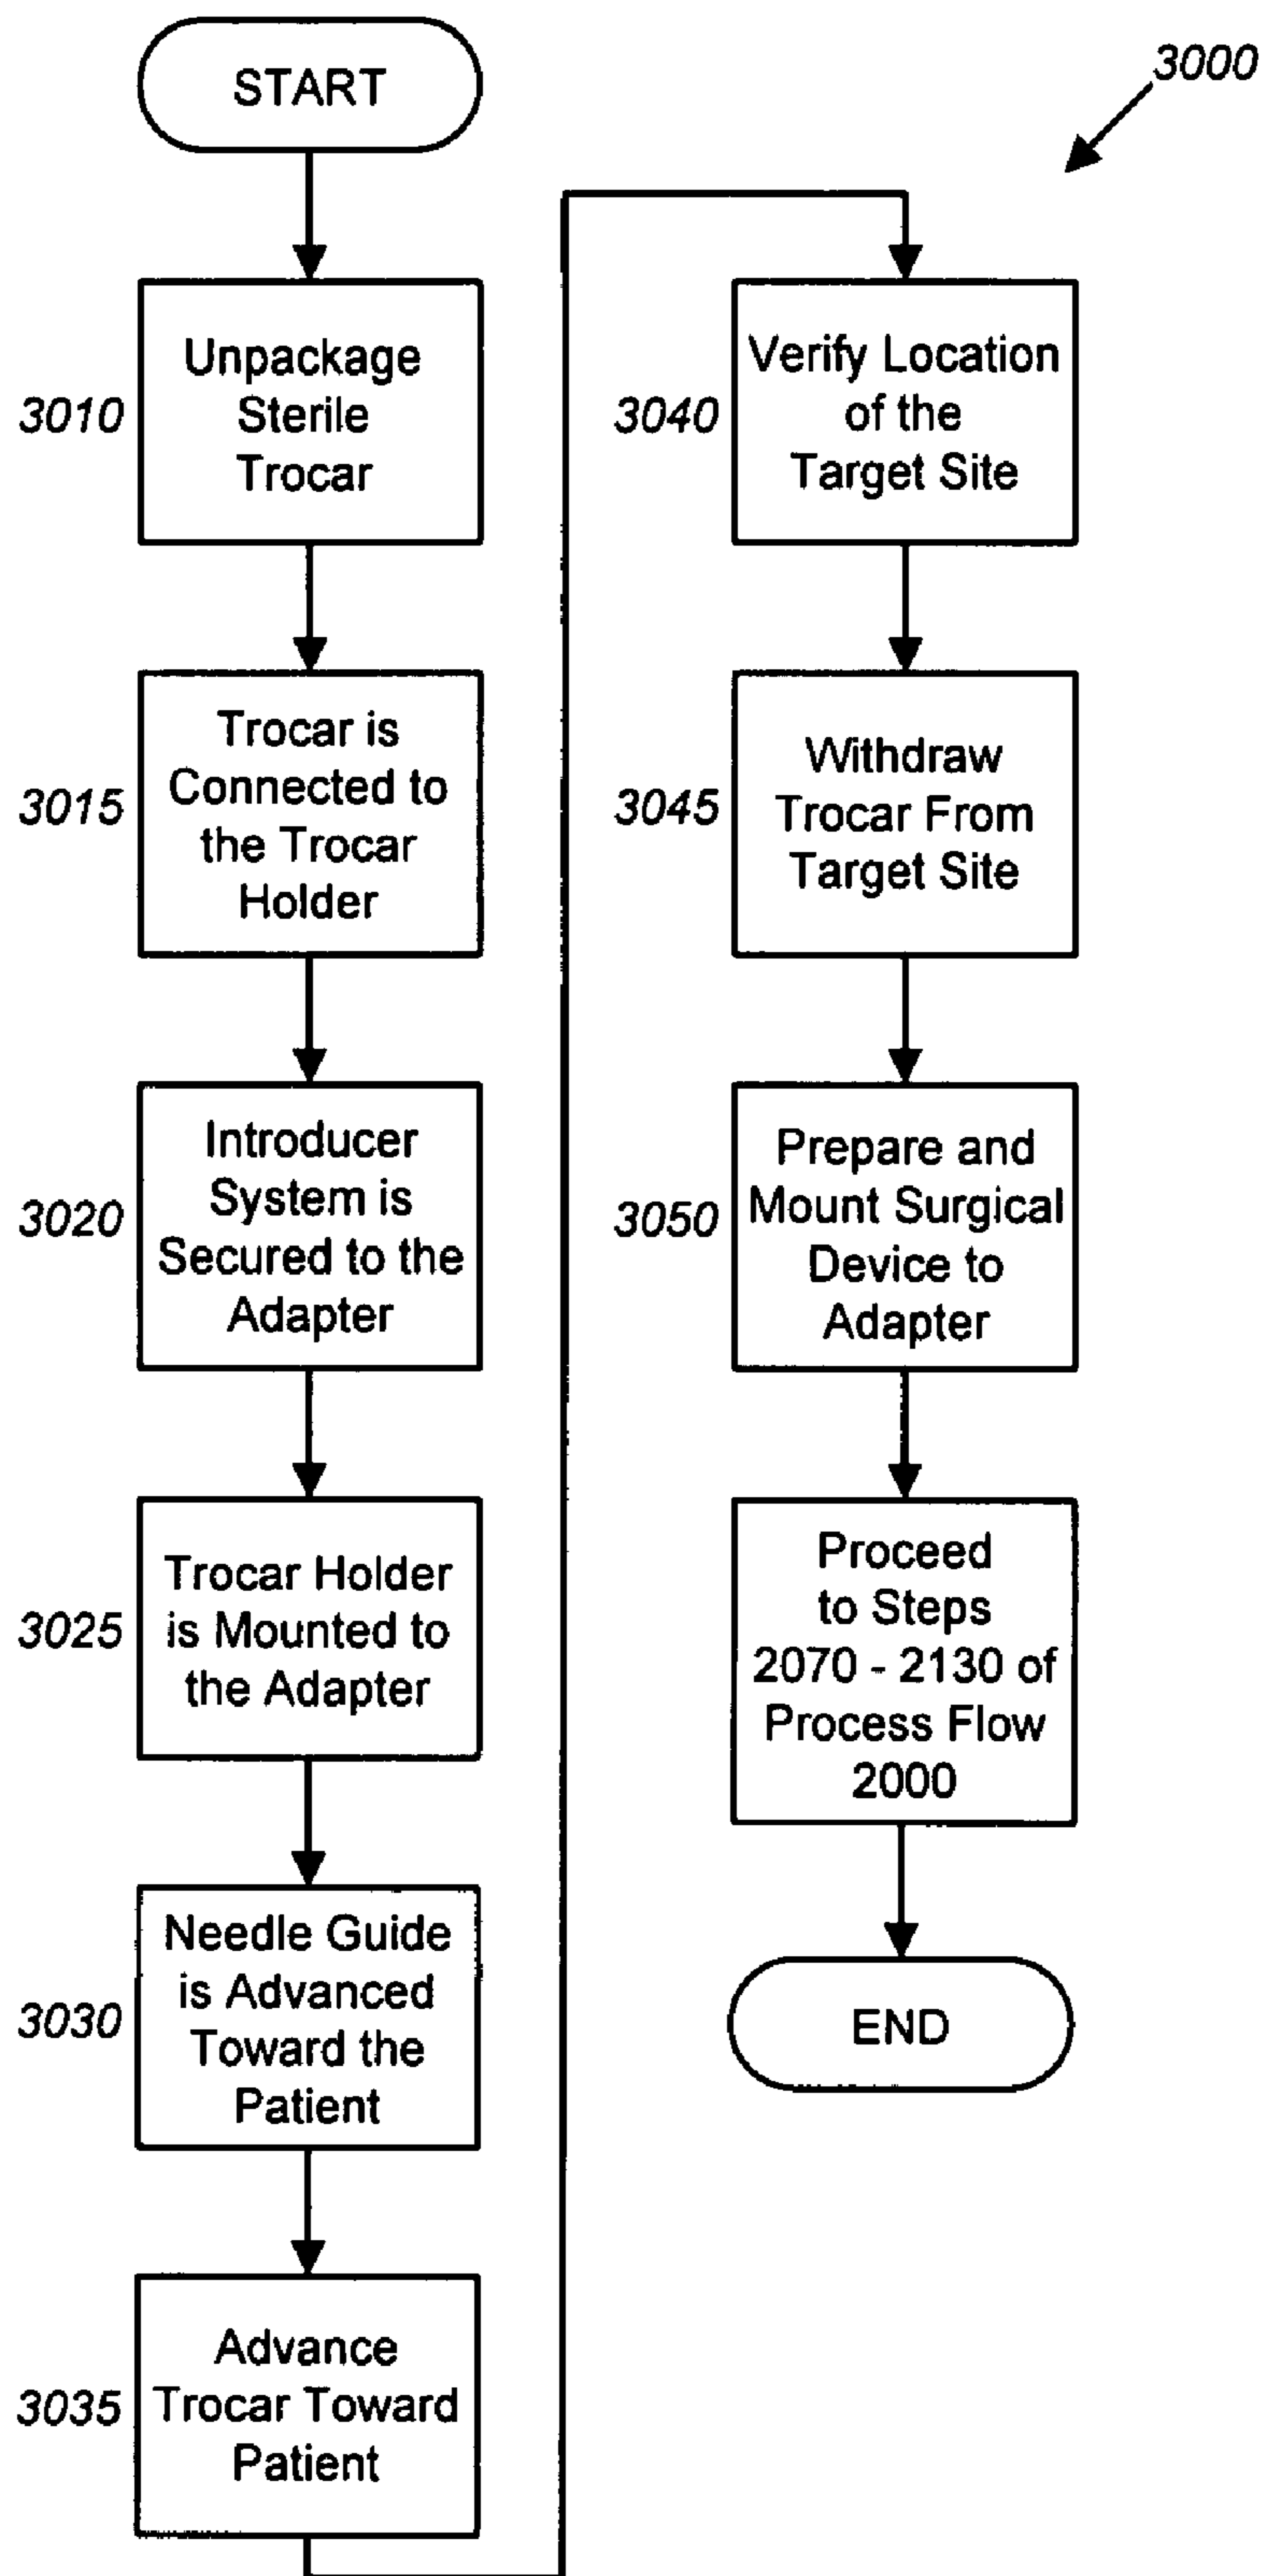 START
3000
3010
Unpackage
Sterile
Trocar
3015
Trocar is
Connected to
the Trocar
Holder
3020
Introducer
System is
Secured to the
Adapter
3025
Trocar Holder
is Mounted to
the Adapter
3030
Needle Guide
is Advanced
Toward the
Patient
3035
Advance
Trocar Toward
Patient
3040
Verify Location
of the
Target Site
3045
Withdraw
Trocar From
Target Site
3050
Prepare and
Mount Surgical
Device to
Adapter
Proceed
to Steps
2070 - 2130 of
Process Flow
2000
END